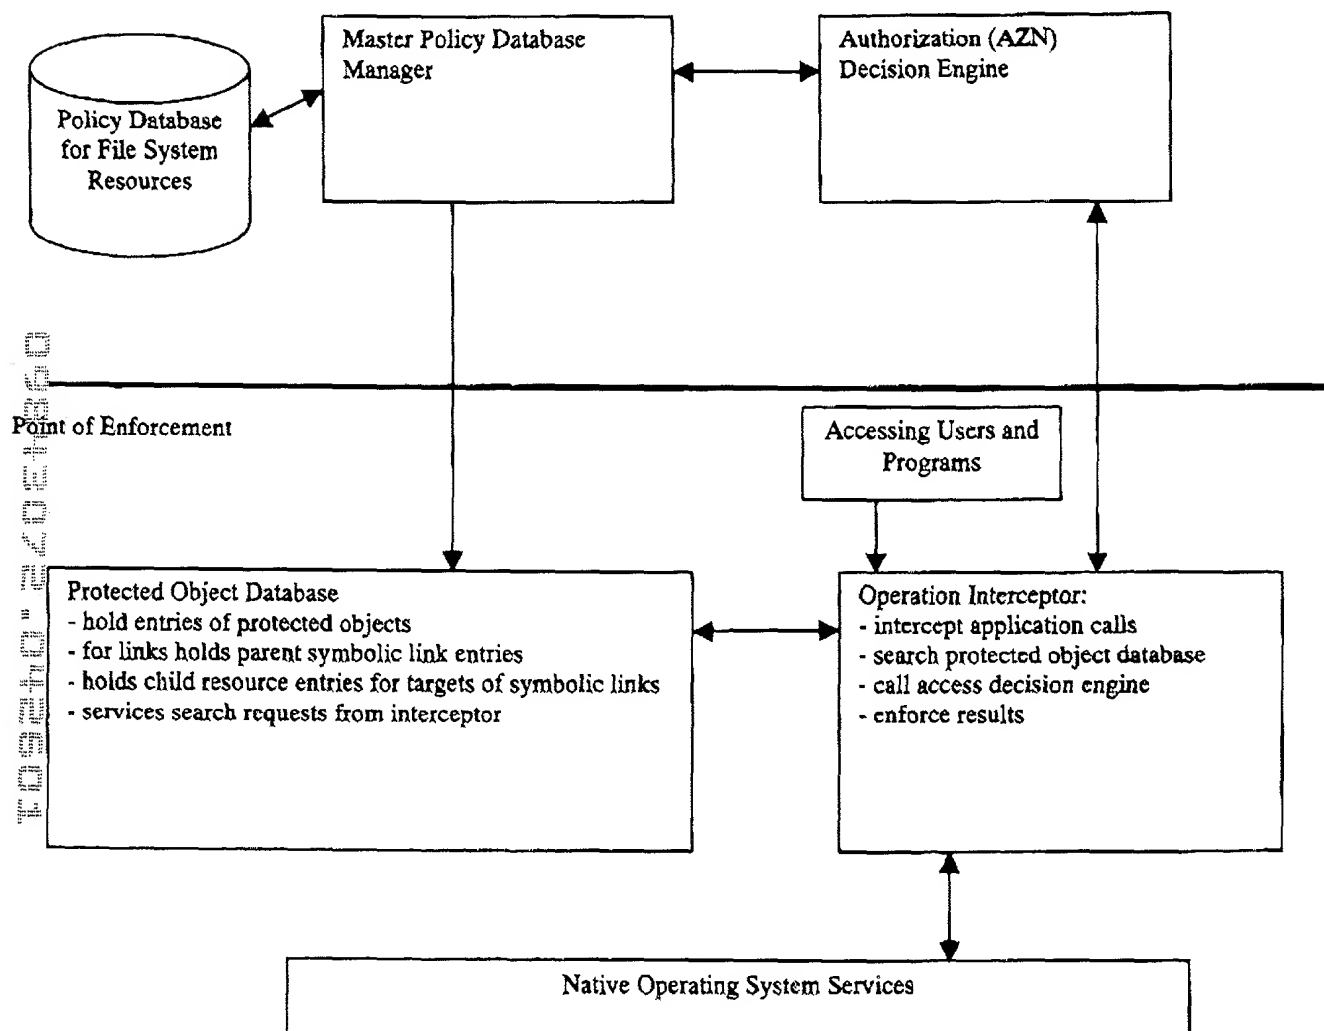 Master Policy Database
Manager
Authorization (AZN)
Decision Engine
Policy Database
for File System
Resources
Point of Enforcement
Accessing Users and
Programs
Protected Object Database
- hold entries of protected objects
- for links holds parent symbolic link entries
- holds child resource entries for targets of symbolic links
- services search requests from interceptor
Operation Interceptor:
- intercept application calls
- search protected object database
- call access decision engine
- enforce results
Native Operating System Services